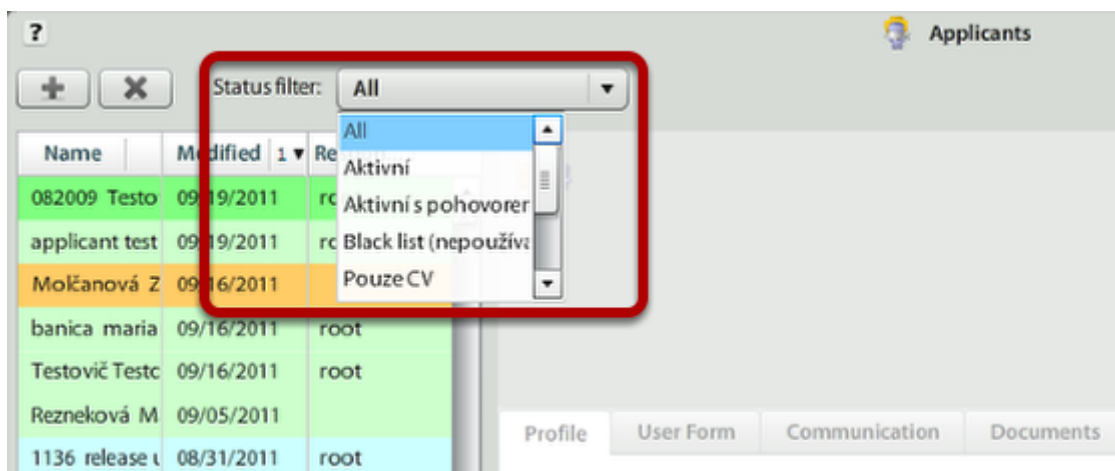 ?
Applicants
Status filter: All
All
Aktivní
Aktivní s pohovorem
Black list (nepoužíva
Pouze CV
Name Modified 1
082009 Testo 09/19/2011
applicant test 09/19/2011
Molčanová Z 09/16/2011
banica maria 09/16/2011 root
Testovič Testo 09/16/2011 root
Rezneková M 09/05/2011
1136 release u 08/31/2011 root
Profile User Form Communication Documents